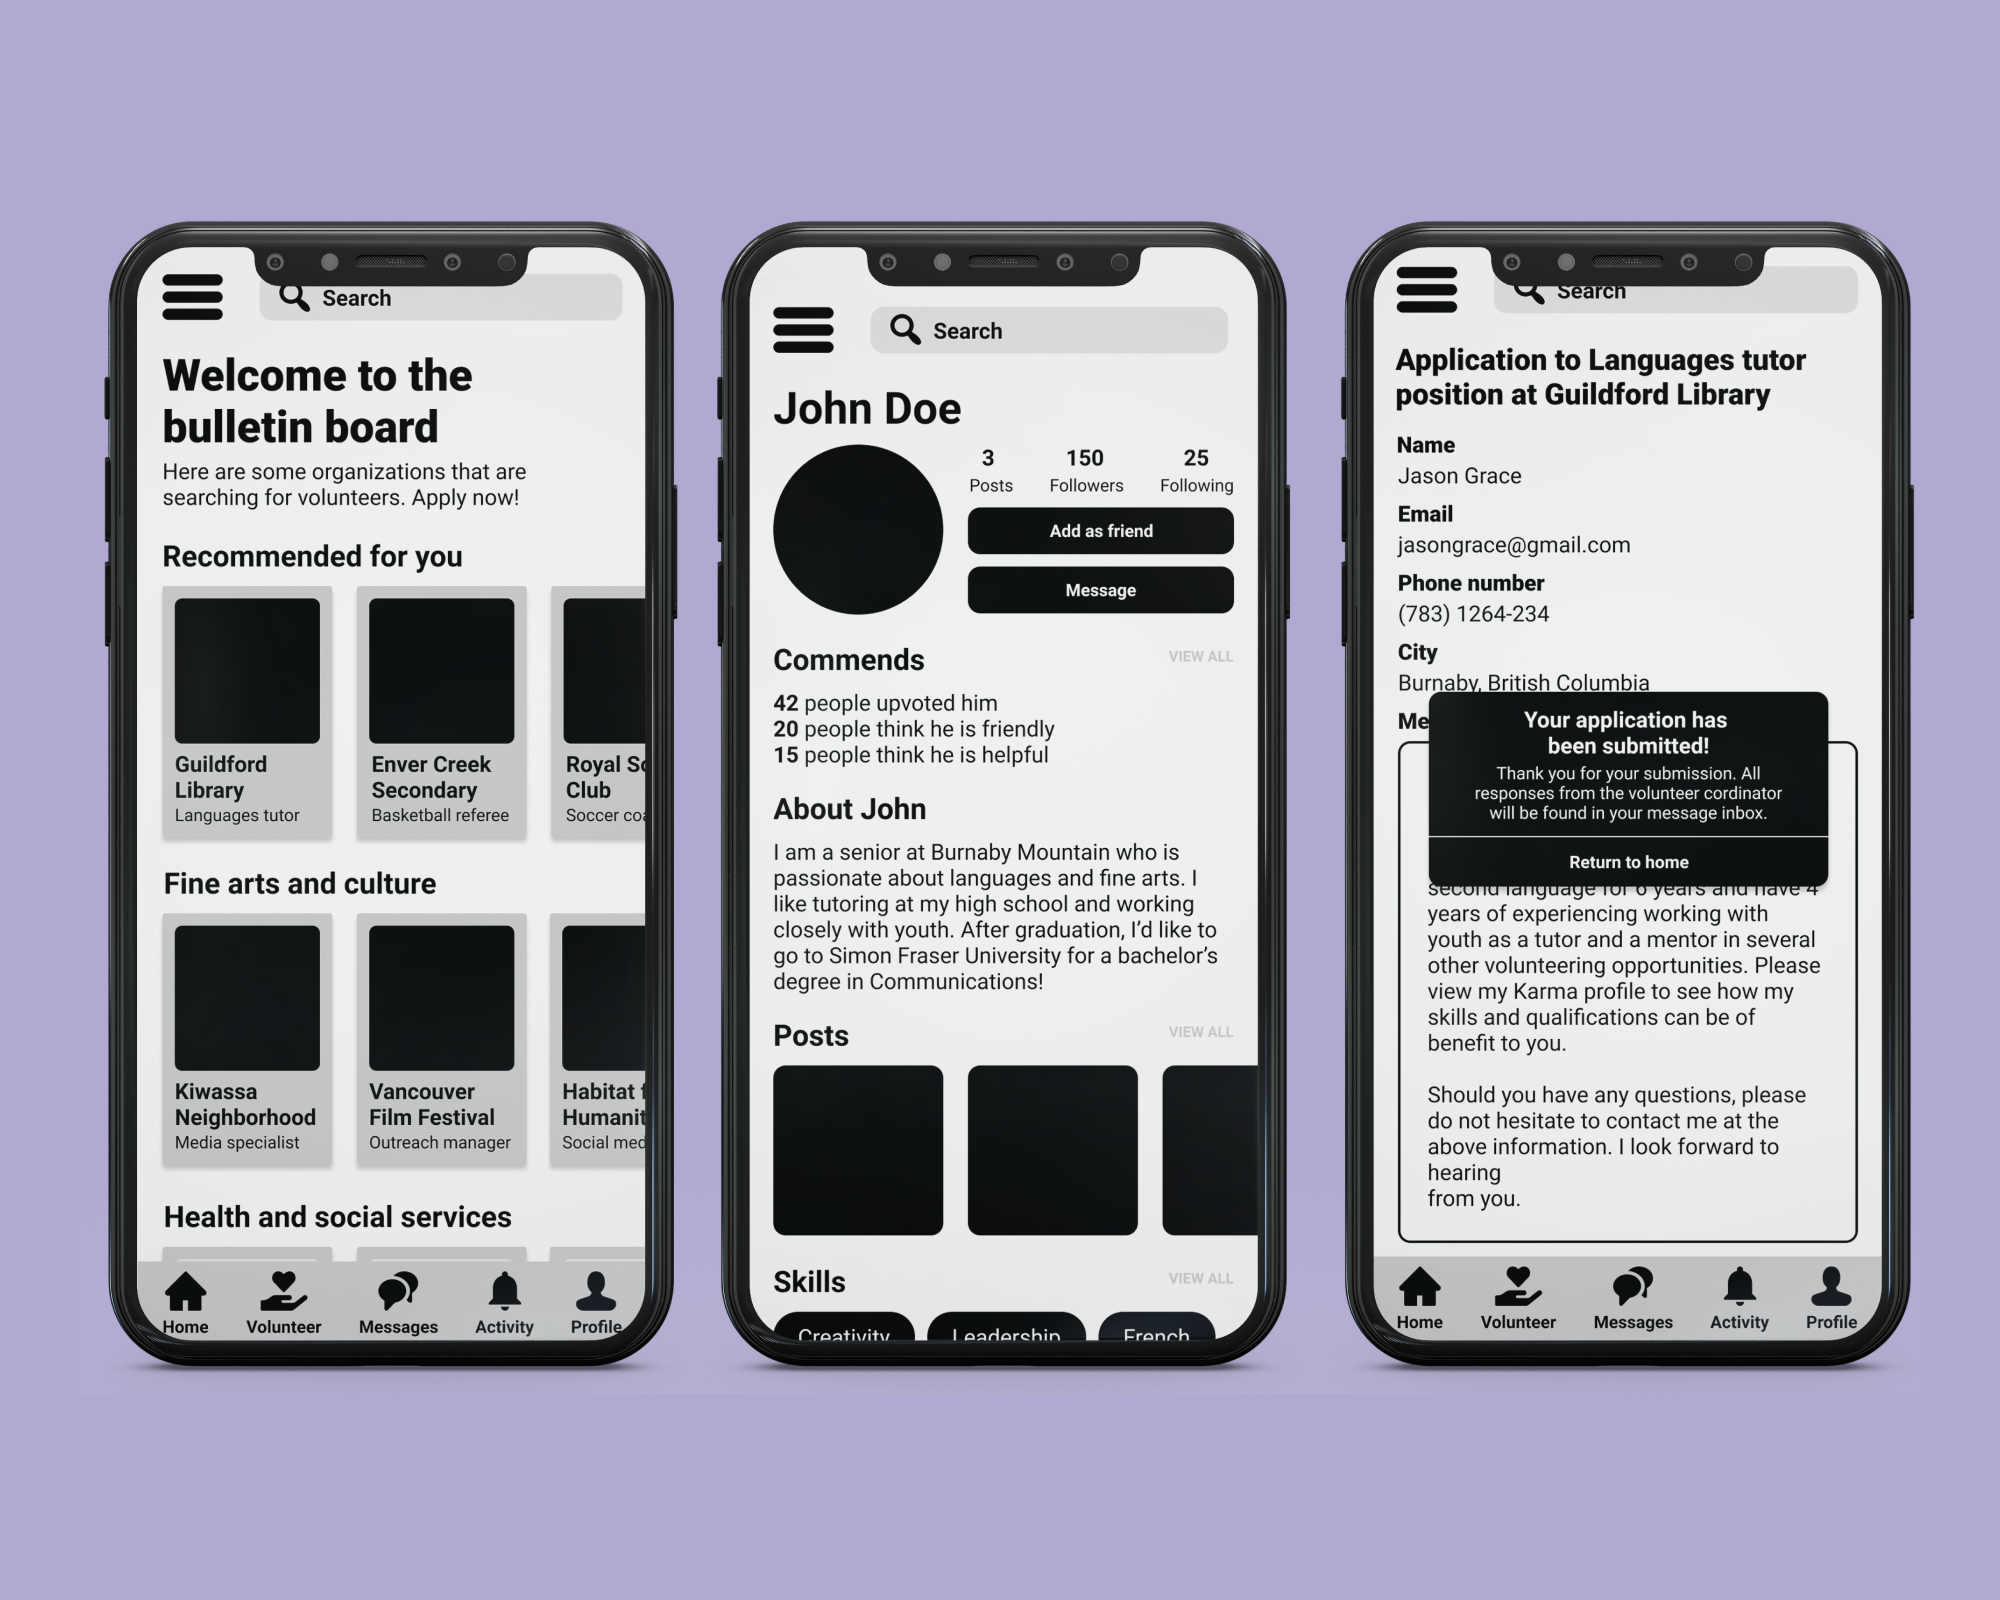 Search
Welcome to the
bulletin board
Here are some organizations that are
searching for volunteers. Apply now!
Recommended for you
Guildford
Library
Languages tutor
Enver Creek
Secondary
Basketball referee
Royal
Club
Soccer
Fine arts and culture
Kiwassa
Neighborhood
Media specialist
Vancouver
Film Festival
Outreach manager
Habitat
Social
Health and social services
Home
Volunteer
Messages
Activity
Profile
Search
John Doe
3
Posts
150
Followers
25
Following
Add as friend
Message
Commends
VIEW ALL
42 people upvoted him
20 people think he is friendly
15 people think he is helpful
About John
I am a senior at Burnaby Mountain who is
passionate about languages and fine arts. I
like tutoring at my high school and working
closely with youth. After graduation, I’d like to
go to Simon Fraser University for a bachelor’s
degree in Communications!
Posts
VIEW ALL
Skills
VIEW ALL
Creativity
Leadership
French
Search
Application to Languages tutor
position at Guildford Library
Name
Jason Grace
Email
jasongrace@gmail.com
Phone number
(783) 1264-234
City
Burnaby, British Columbia
Your application has
been submitted!
Thank you for your submission. All
responses from the volunteer cordinator
will be found in your message inbox.
Return to home
second language for 6 years and have 4
years of experiencing working with
youth as a tutor and a mentor in several
other volunteering opportunities. Please
view my Karma profile to see how my
skills and qualifications can be of
benefit to you.
Should you have any questions, please
do not hesitate to contact me at the
above information. I look forward to
hearing
from you.
Home
Volunteer
Messages
Activity
Profile